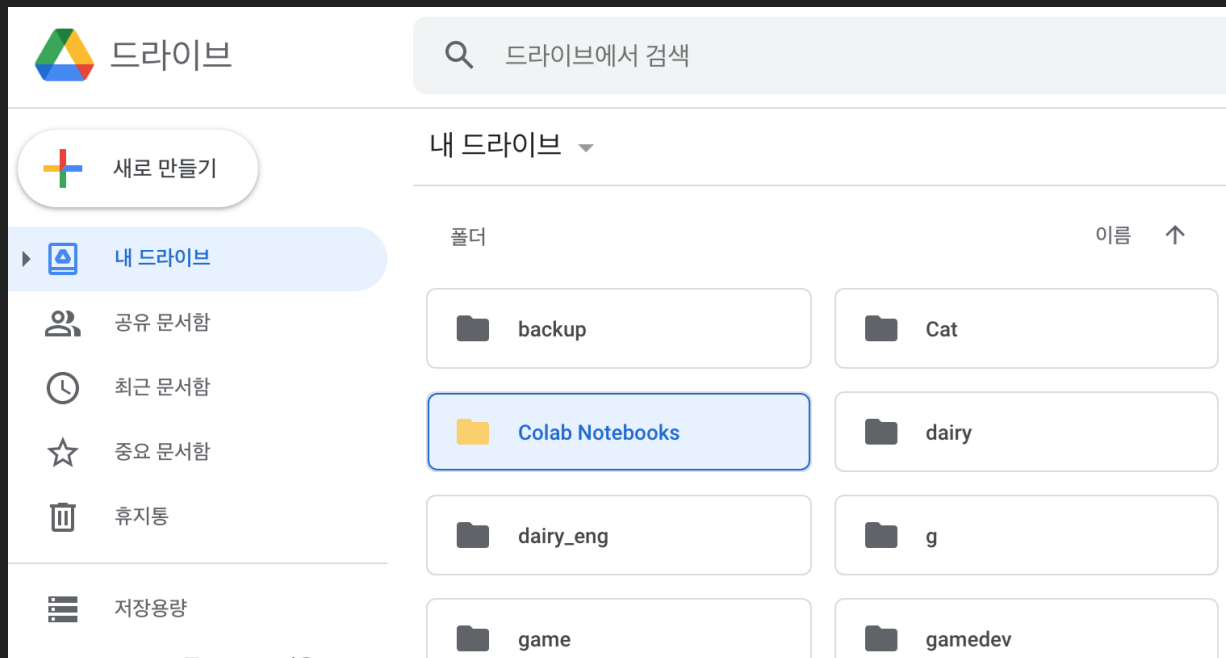 드라이브
드라이브에서 검색
새로 만들기
내 드라이브
공유 문서함
최근 문서함
중요 문서함
휴지통
저장용량
내 드라이브
폴더
이름
backup
Cat
Colab Notebooks
dairy
dairy_eng
g
game
gamedev